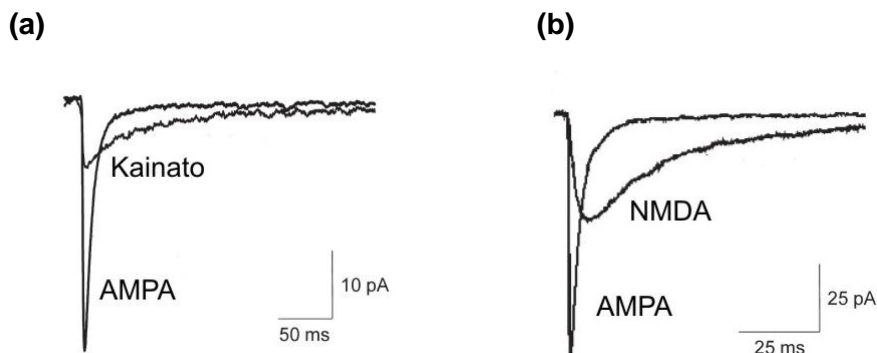 (a)
Kainato
AMPA
10 pA
50 ms
(b)
NMDA
AMPA
25 pA
25 ms